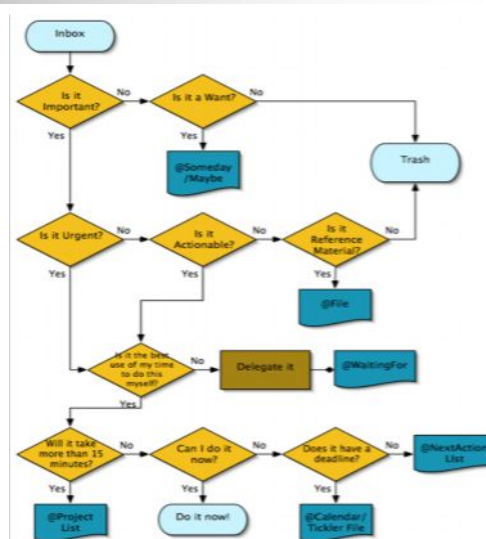 Inbox
Is it
Important?
No
Is it a Want?
No
Yes
Yes
@Someday
/Maybe
Trash
Is it Urgent?
No
Is it
Actionable?
No
Is it
Reference
Material?
No
Yes
Yes
Yes
@File
Is it the best
use of my time
to do this
myself?
No
Delegate it
@WaitingFor
Yes
Will it take
more than 15
minutes?
No
Can I do it
now?
No
Does it have a
deadline?
No
@NextAction
List
Yes
Yes
Yes
@Project
List
Do it now!
@Calendar/
Tickler File